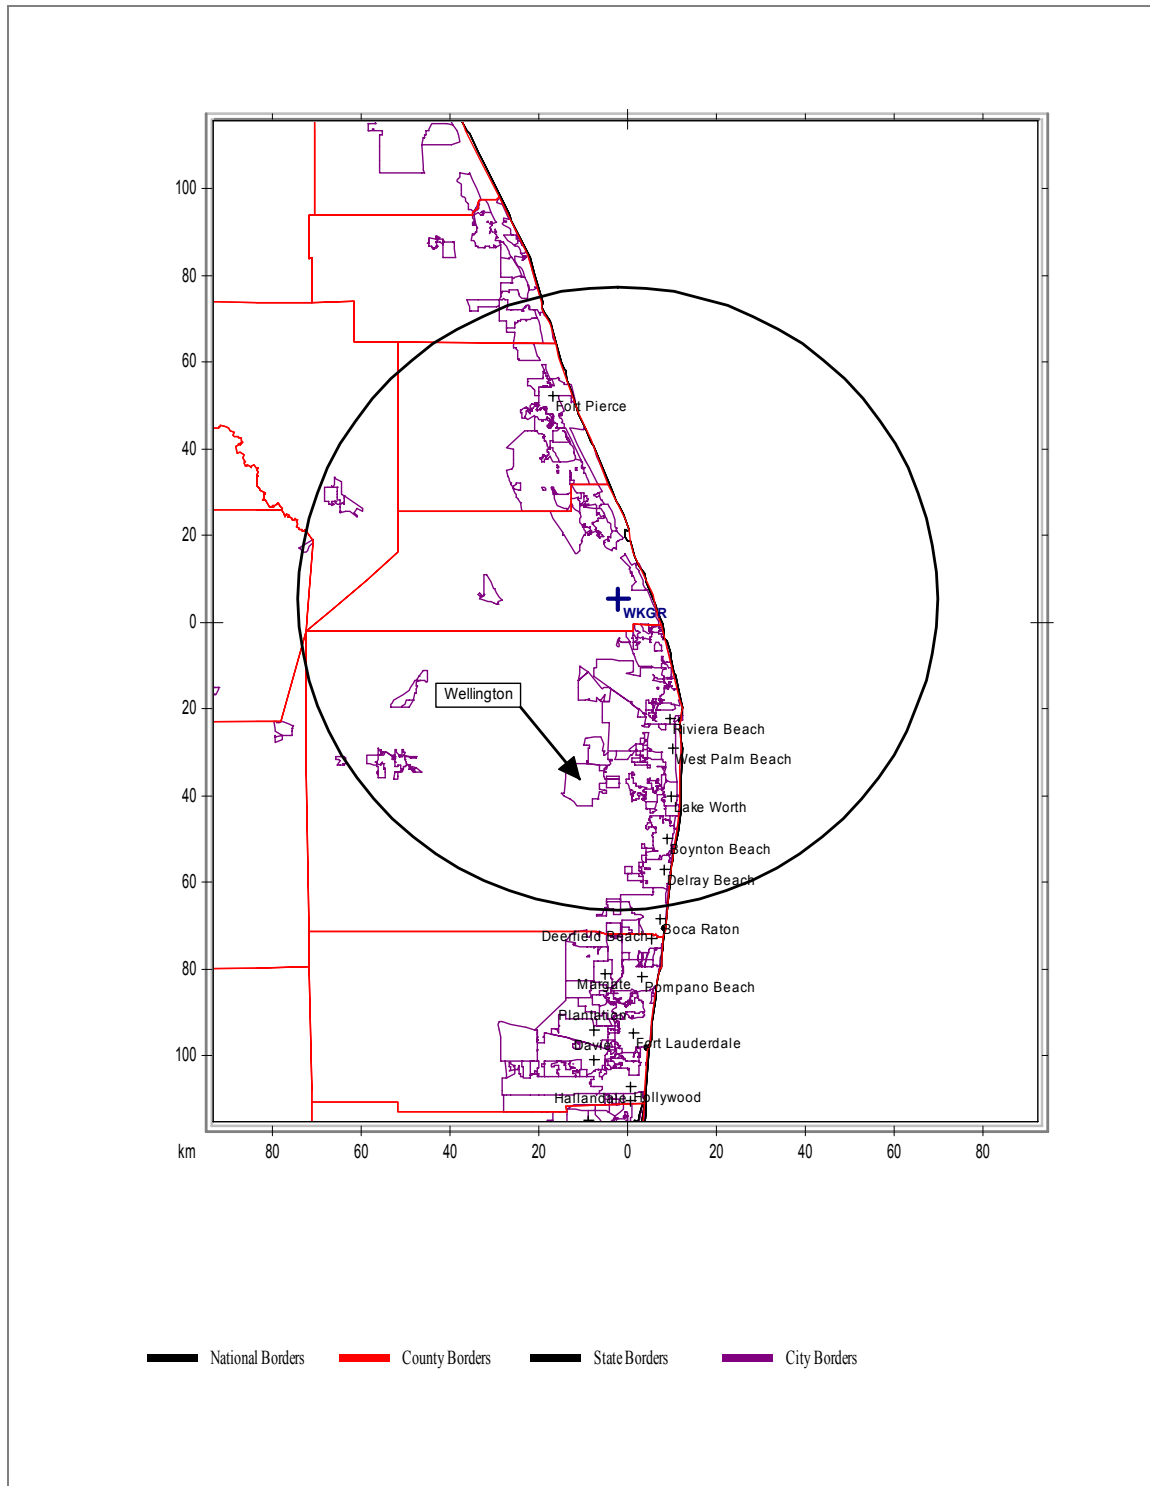 100
80
60
Fort Pierce
40
20
WKGR
0
Wellington
20
Riviera Beach
West Palm Beach
40
Lake Worth
Boynton Beach
60
Delray Beach
Boca Raton
Deerfield Beach
80
Margate
Pompano Beach
Plantation
100
Davie
Fort Lauderdale
Hallandale
Hollywood
km 80 60 40 20 0 20 40 60 80
National Borders County Borders State Borders City Borders